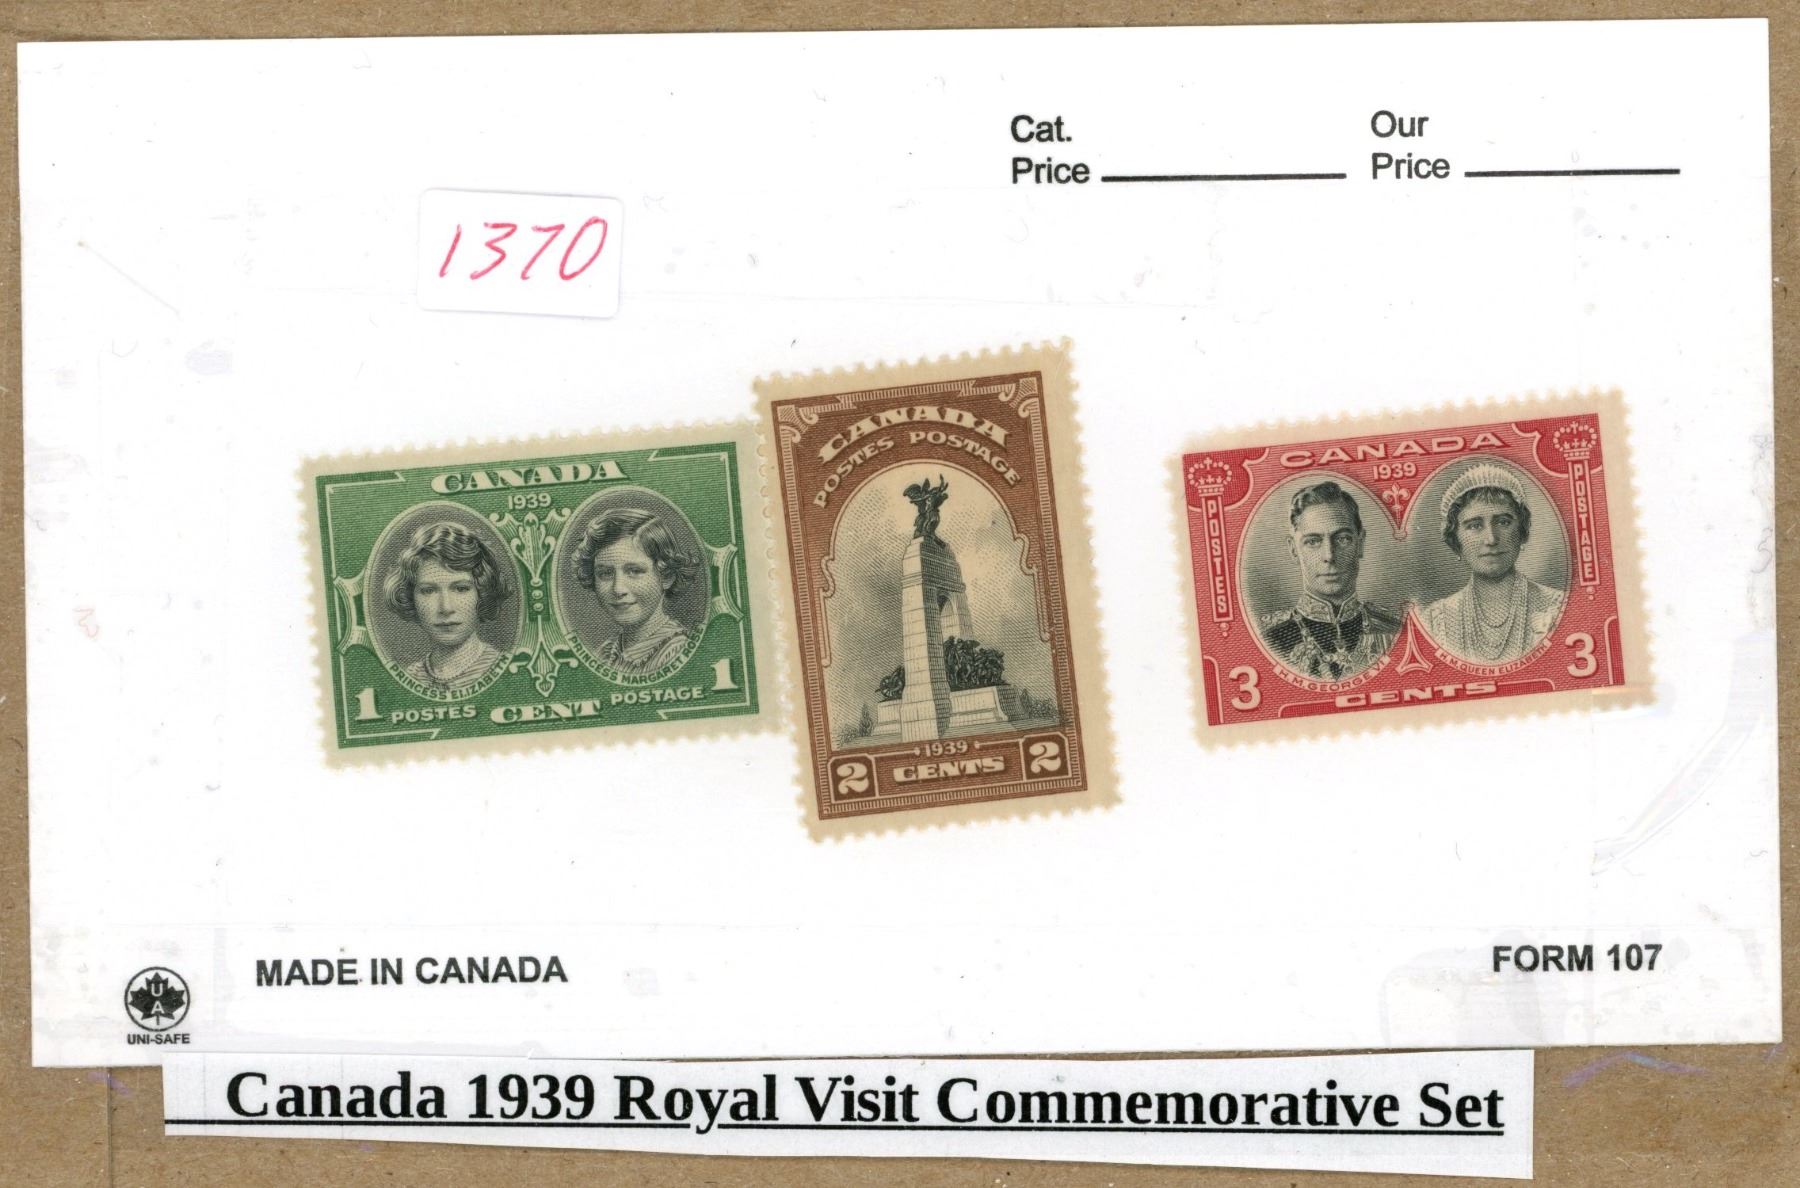 Cat.
Price
Our
Price
1370
CANADA
1939
PRINCESS ELIZABETH
PRINCESS MARGARET ROSE
1 POSTES CENT POSTAGE 1
CANADA
POSTES POSTAGE
1939
2 CENTS 2
CANADA
1939
POSTES
POSTAGE
H.M. GEORGE VI
H.M. QUEEN ELIZABETH
3 CENTS 3
MADE IN CANADA
FORM 107
UAI
UNI-SAFE
Canada 1939 Royal Visit Commemorative Set